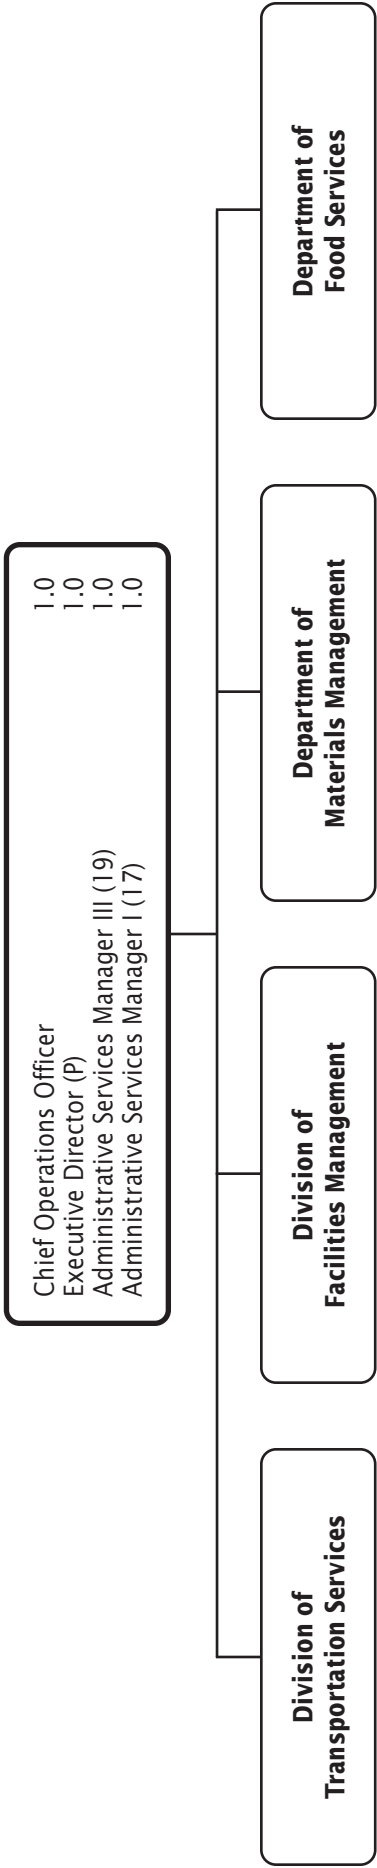 Chief Operations Officer 1.0
Executive Director (P) 1.0
Administrative Services Manager III (19) 1.0
Administrative Services Manager I (17) 1.0
Division of
Transportation Services
Division of
Facilities Management
Department of
Materials Management
Department of
Food Services